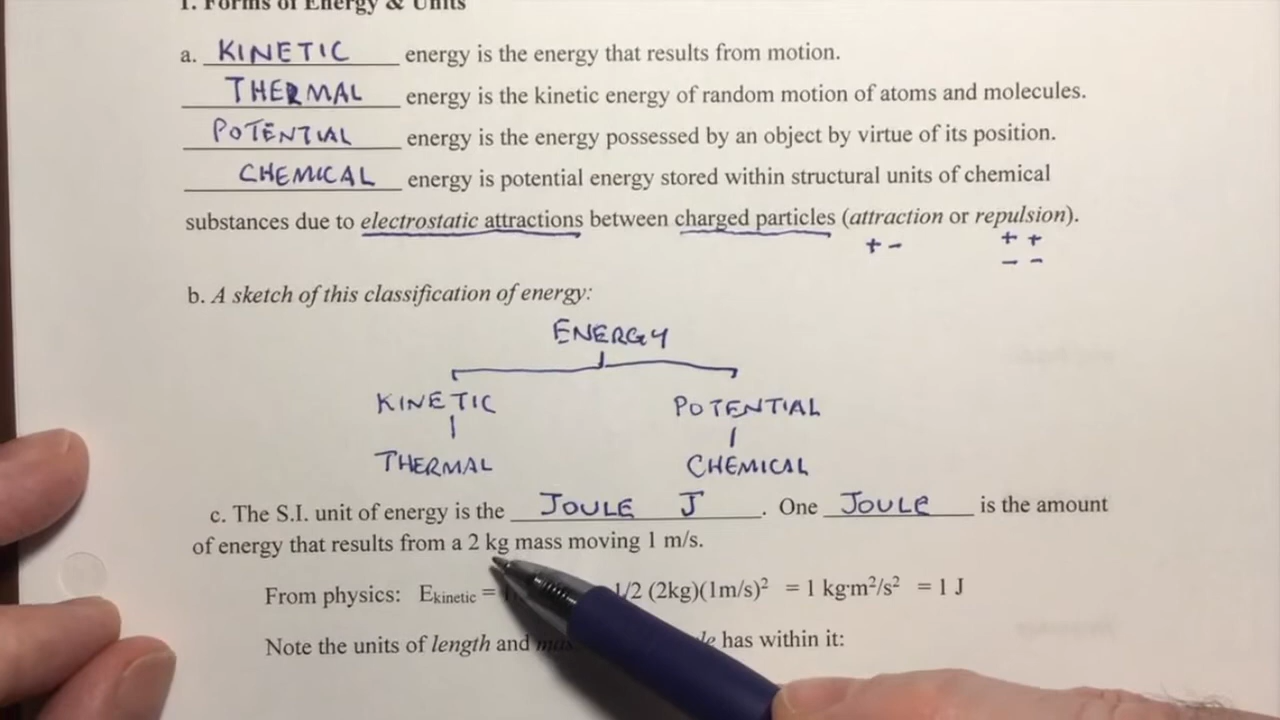 1. Forms of Energy & Units
a. KINETIC energy is the energy that results from motion.
THERMAL energy is the kinetic energy of random motion of atoms and molecules.
POTENTIAL energy is the energy possessed by an object by virtue of its position.
CHEMICAL energy is potential energy stored within structural units of chemical
substances due to electrostatic attractions between charged particles (attraction or repulsion).
+ - + +
- -
b. A sketch of this classification of energy:
ENERGY
KINETIC POTENTIAL
THERMAL CHEMICAL
c. The S.I. unit of energy is the JOULE J. One JOULE is the amount
of energy that results from a 2 kg mass moving 1 m/s.
From physics: Ekinetic = 1/2 (2kg)(1m/s)² = 1 kg·m²/s² = 1 J
Note the units of length and has within it: